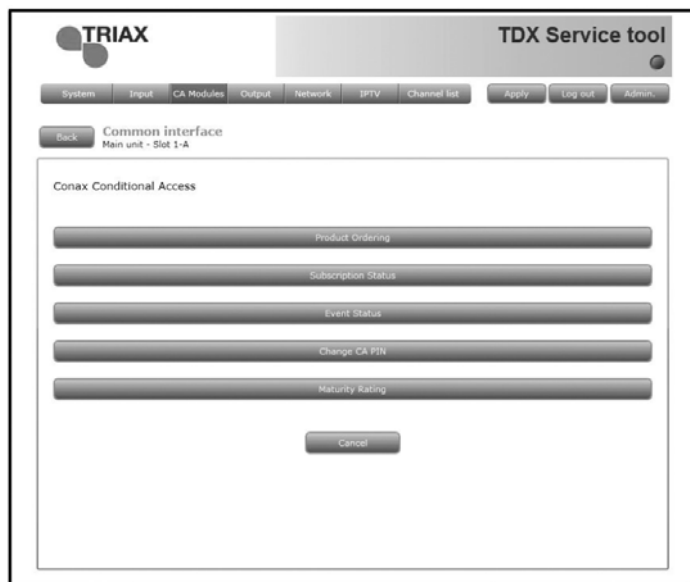 TRIAX
TDX Service tool
System Input CA Modules Output Network IPTV Channel list Apply Log out Admin.
Back Common interface
Main unit - Slot 1-A
Conax Conditional Access
Product Ordering
Subscription Status
Event Status
Change CA PIN
Maturity Rating
Cancel